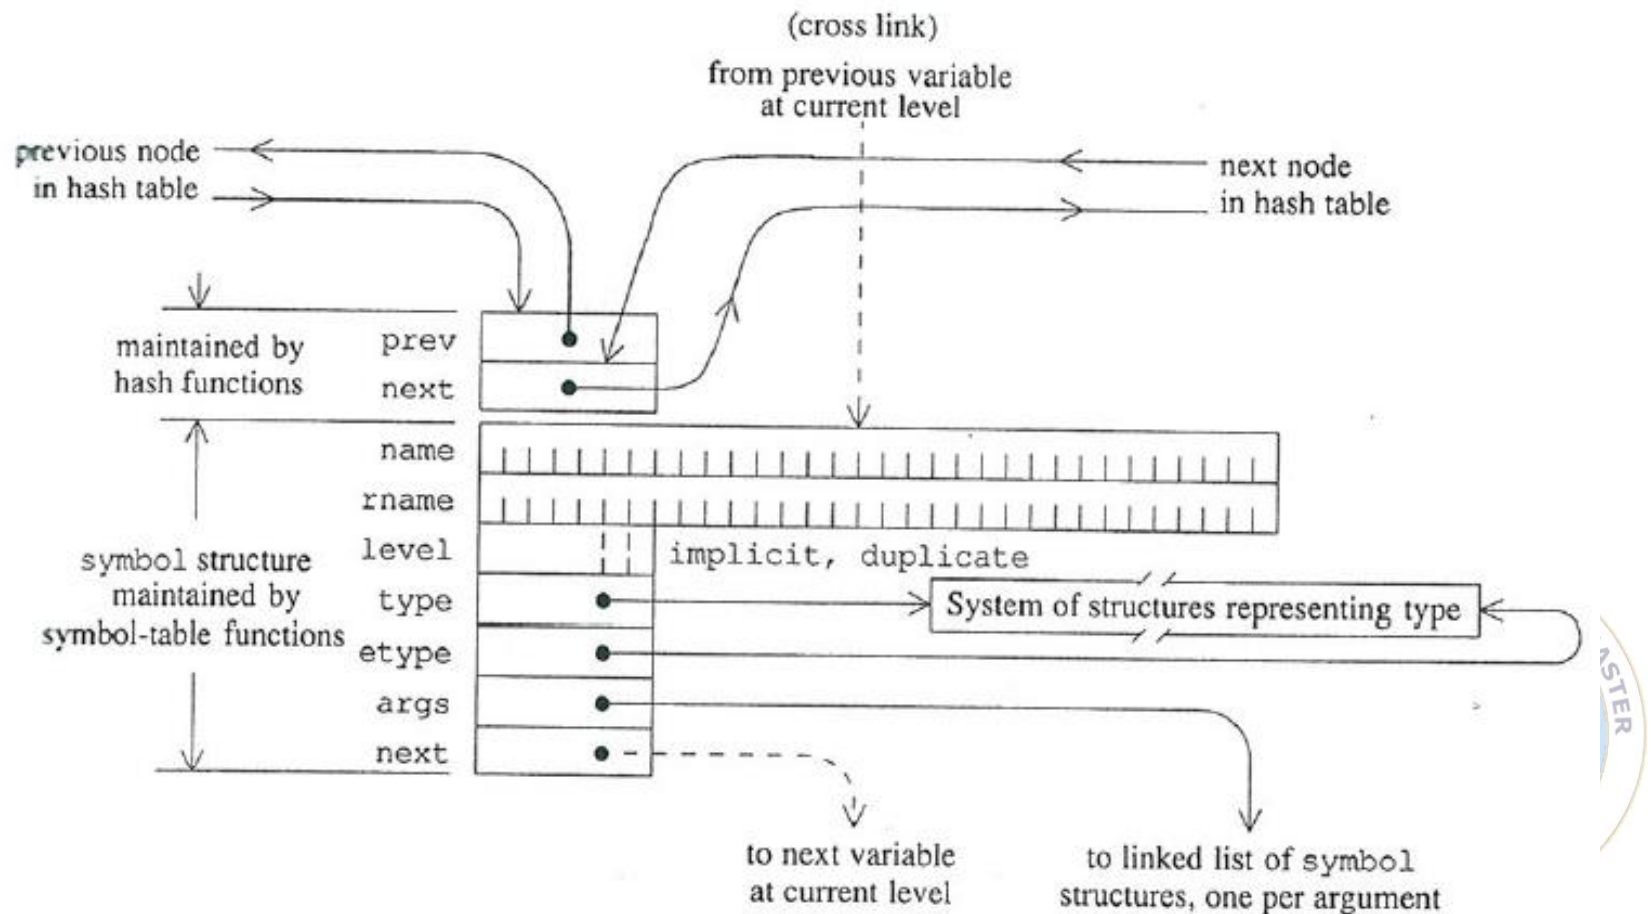 (cross link)
from previous variable
at current level
previous node
in hash table
next node
in hash table
maintained by
hash functions
prev
next
name
rname
level
implicit, duplicate
type
System of structures representing type
etype
args
next
symbol structure
maintained by
symbol-table functions
to next variable
at current level
to linked list of symbol
structures, one per argument